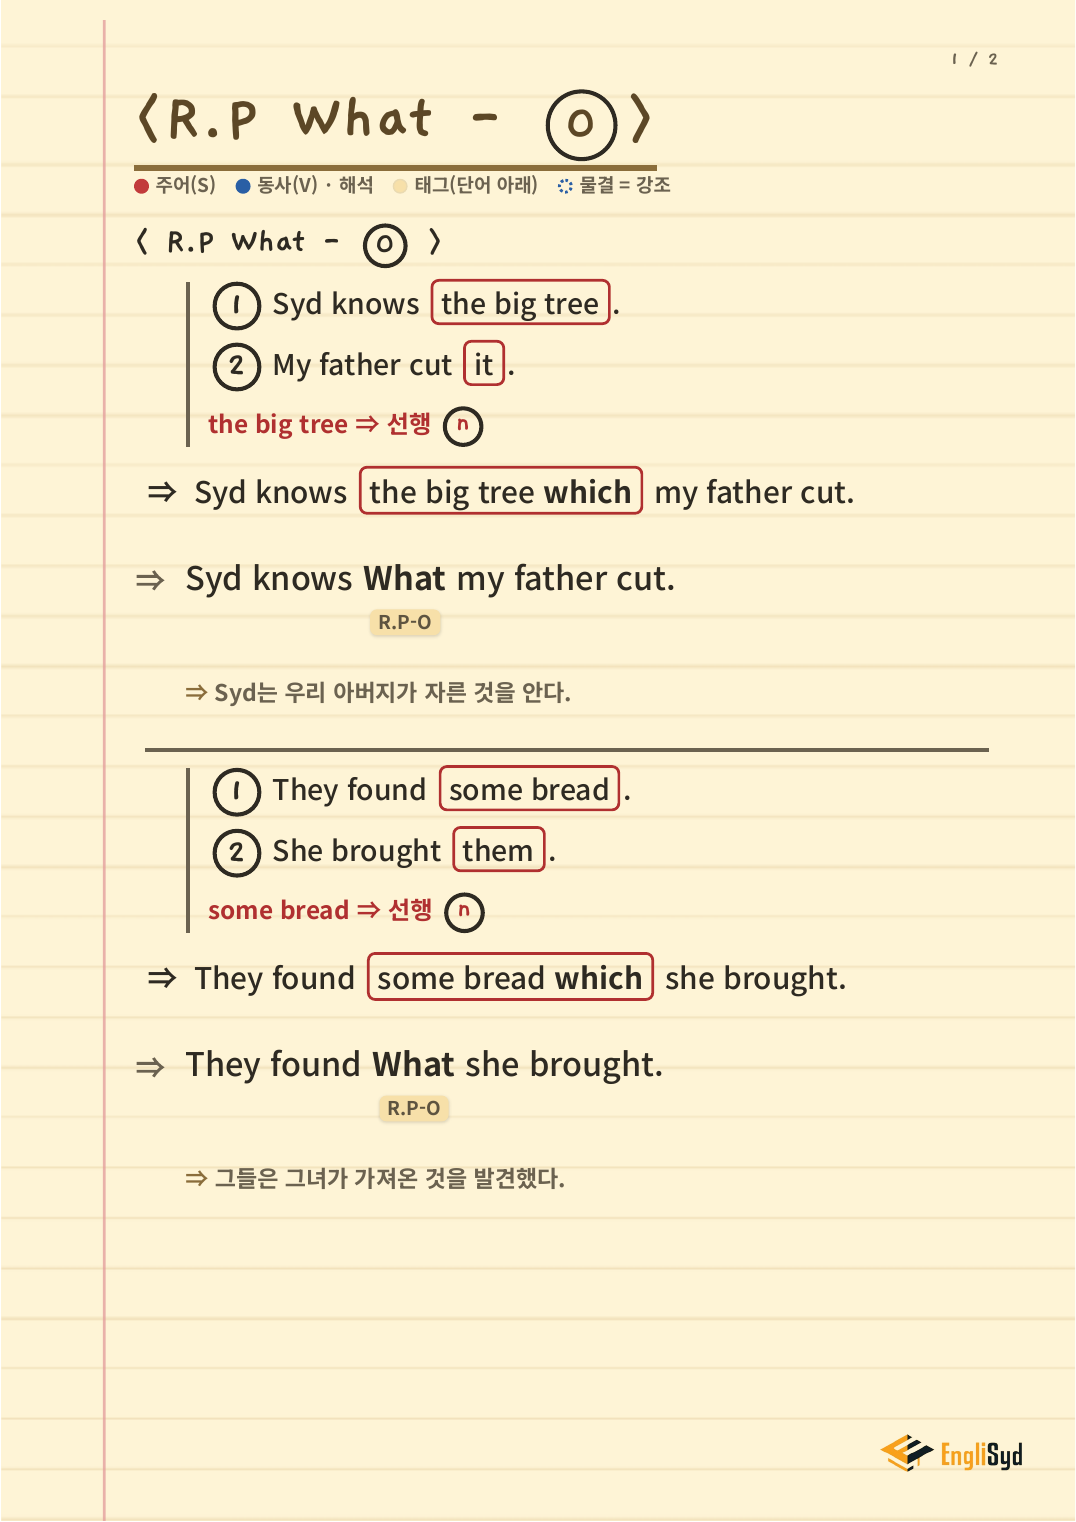 1 / 2
〈R.P What - O〉
주어(S) 동사(V) · 해석 태그(단어 아래) 물결 = 강조
〈 R.P What - O 〉
1 Syd knows the big tree.
2 My father cut it.
the big tree ⇒ 선행 n
⇒ Syd knows the big tree which my father cut.
⇒ Syd knows What my father cut.
R.P-O
⇒ Syd는 우리 아버지가 자른 것을 안다.
1 They found some bread.
2 She brought them.
some bread ⇒ 선행 n
⇒ They found some bread which she brought.
⇒ They found What she brought.
R.P-O
⇒ 그들은 그녀가 가져온 것을 발견했다.
EngliSyd